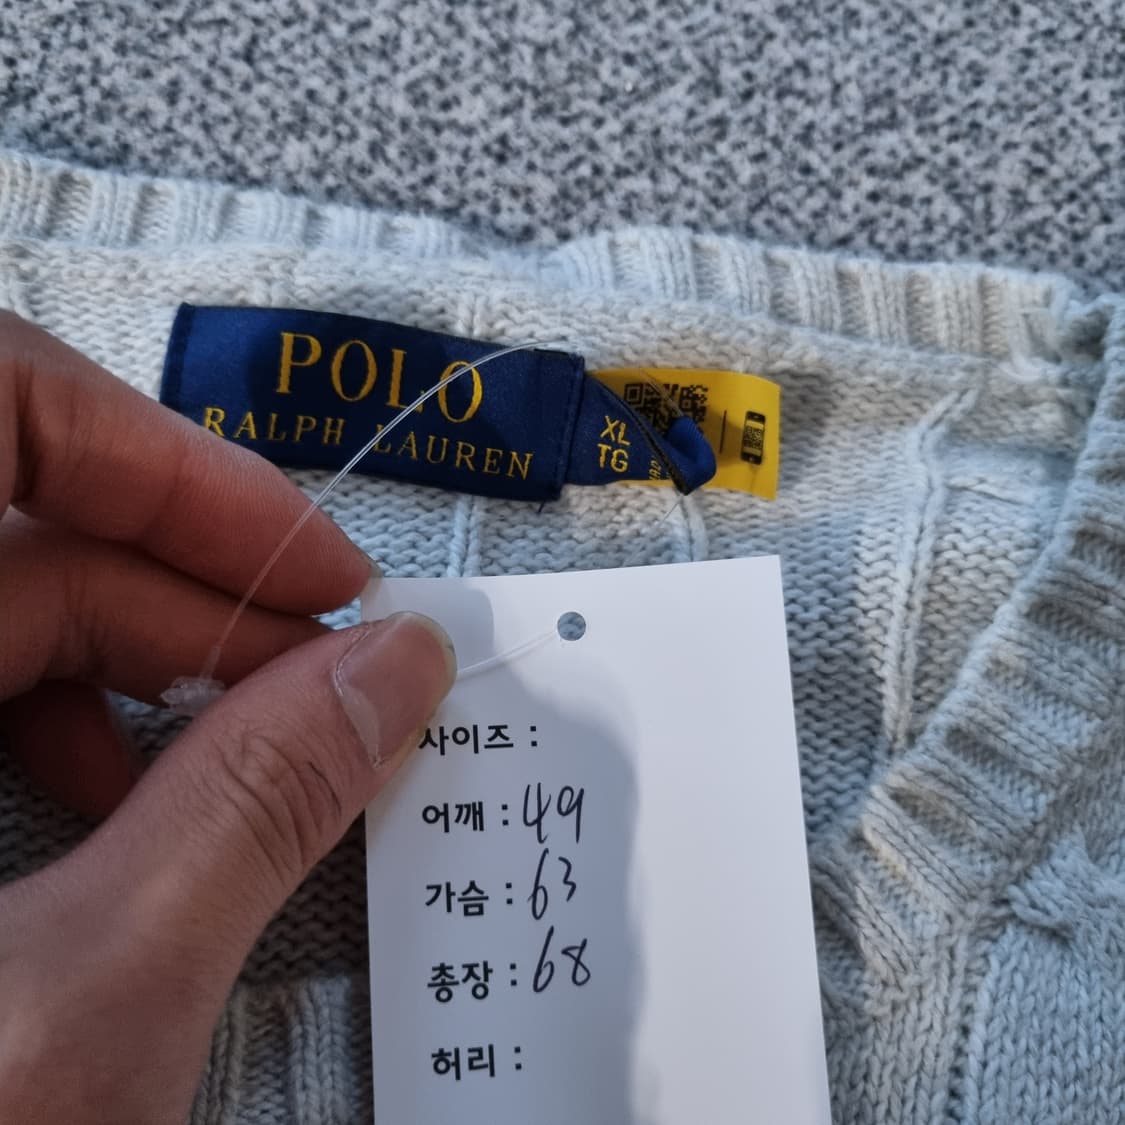 POLO
RALPH LAUREN
XL
TG
사이즈 :
어깨 : 49
가슴 : 63
총장 : 68
허리 :